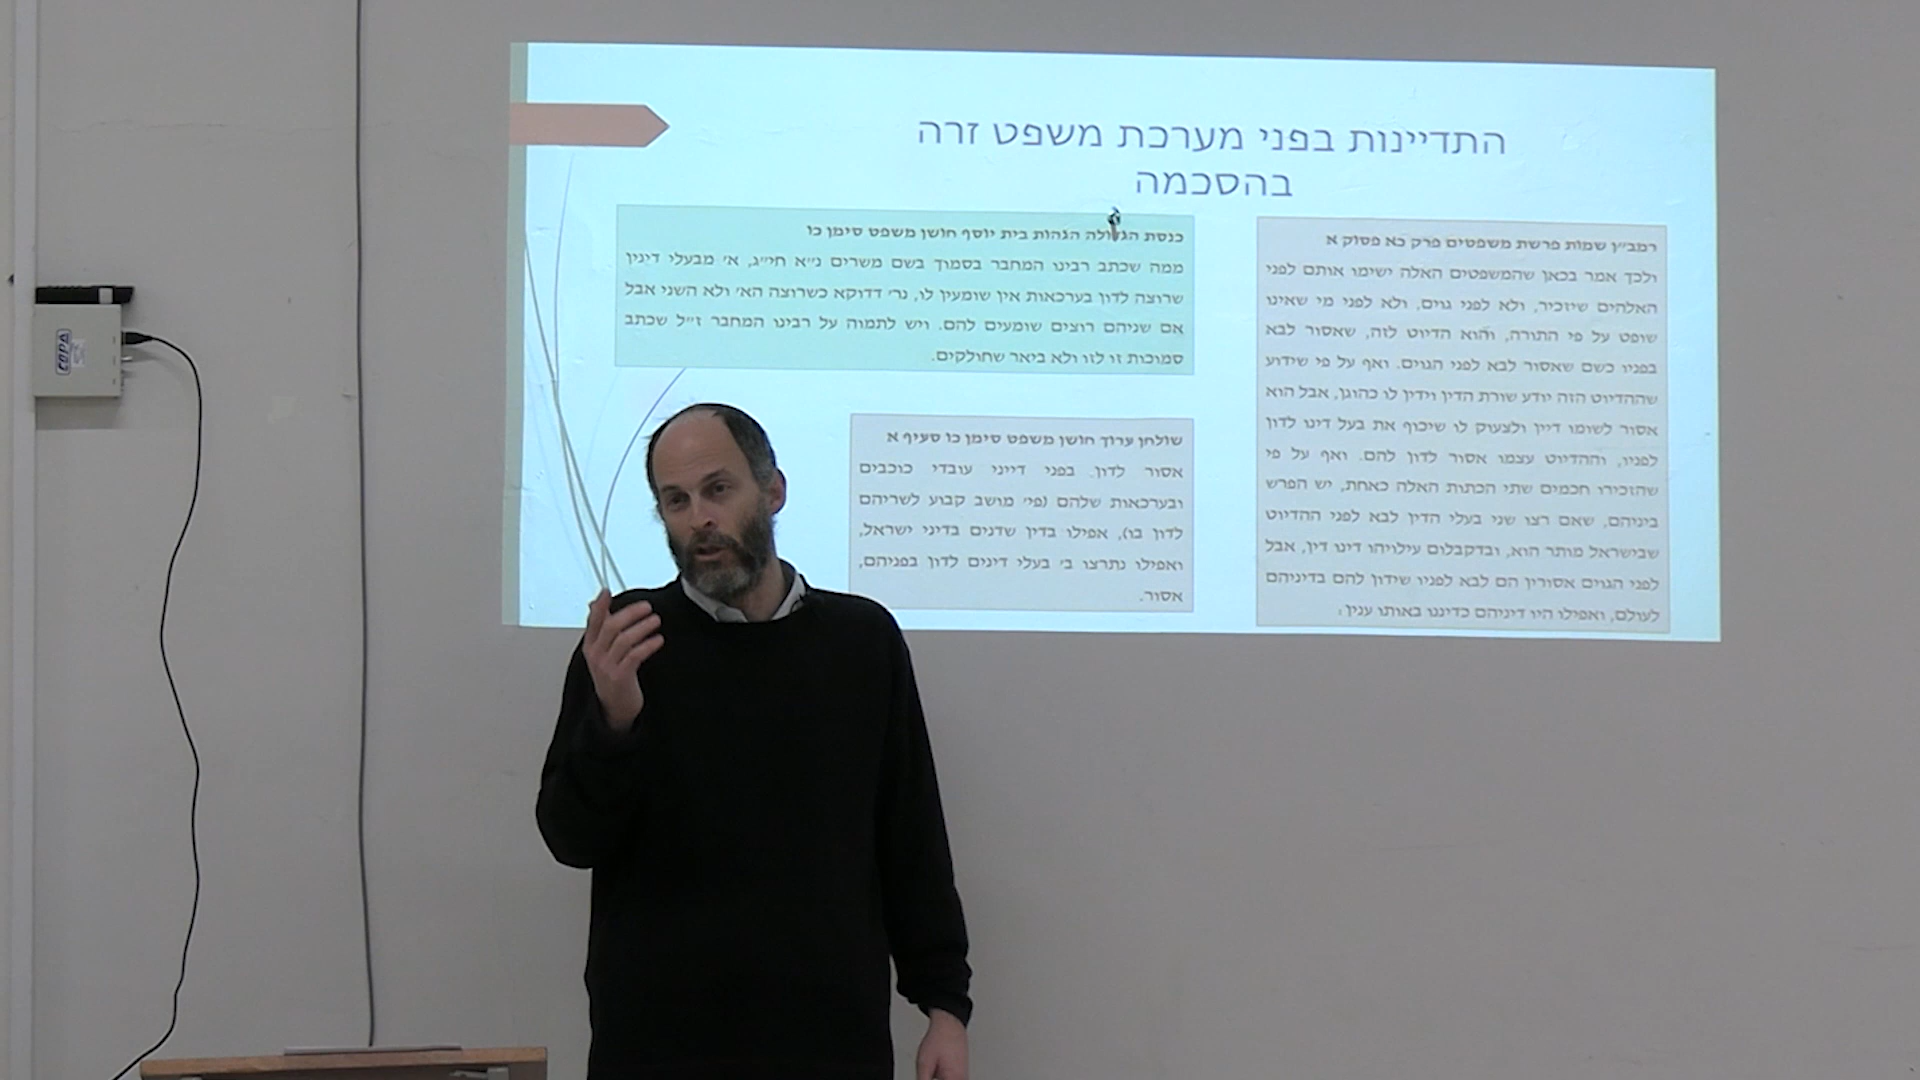 התדיינות בפני מערכת משפט זרה
בהסכמה
רמב"ן שמות פרשת משפטים פרק כא פסוק א
ולכך אמר בכאן שהמשפטים האלה ישימו אותם לפני
האלהים שיזכיר, ולא לפני גוים, ולא לפני מי שאינו
שופט על פי התורה, והוא הדיוט לזה, שאסור לבא
בפניו כשם שאסור לבא לפני הגוים. ואף על פי שידוע
שההדיוט הזה יודע שורת הדין וידין לו כהוגן, אבל הוא
אסור לשומו דיין ולצעוק לו שיכוף את בעל דינו לדון
לפניו, וההדיוט עצמו אסור לדון להם. ואף על פי
שהזכירו חכמים שתי הכתות האלה כאחת, יש הפרש
ביניהם, שאם רצו שני בעלי הדין לבא לפני ההדיוט
שבישראל מותר הוא, ובדקבלום עילויהו דינו דין, אבל
לפני הגוים אסורין הם לבא לפניו שידון להם בדיניהם
לעולם, ואפילו היו דיניהם כדיננו באותו ענין:
כנסת הגדולה הגהות בית יוסף חושן משפט סימן כו
ממה שכתב רבינו המחבר בסמוך בשם משרים נ"א חי"ג, א' מבעלי דינין
שרוצה לדון בערכאות אין שומעין לו, נר' דדוקא כשרוצה הא' ולא השני אבל
אם שניהם רוצים שומעים להם. ויש לתמוה על רבינו המחבר ז"ל שכתב
סמוכות זו לזו ולא ביאר שחולקים.
שולחן ערוך חושן משפט סימן כו סעיף א
אסור לדון בפני דייני עובדי כוכבים
ובערכאות שלהם (פי' מושב קבוע לשריהם
לדון בו), אפילו בדין שדנים בדיני ישראל,
ואפילו נתרצו ב' בעלי דינים לדון בפניהם,
אסור.